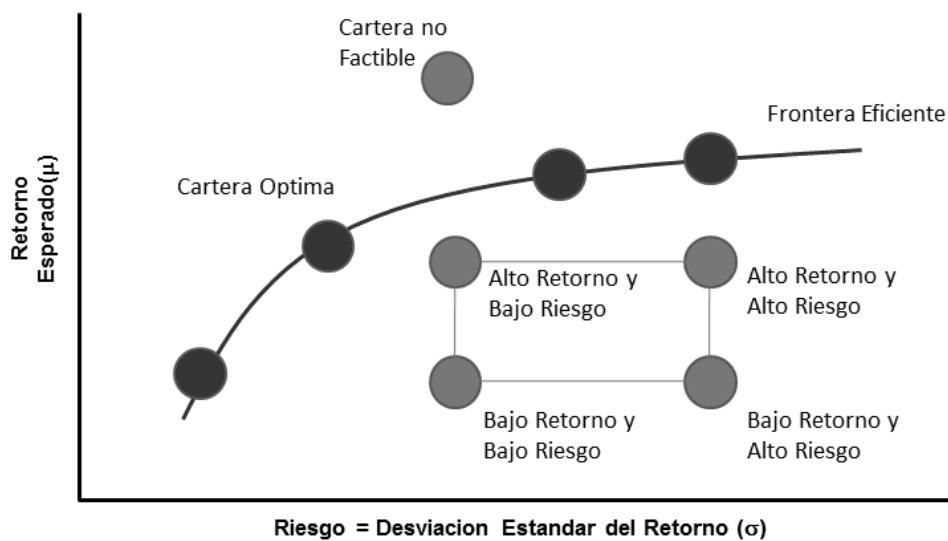 Cartera no
Factible
Frontera Eficiente
Cartera Optima
Retorno
Esperado(μ)
Alto Retorno y
Bajo Riesgo
Alto Retorno y
Alto Riesgo
Bajo Retorno y
Bajo Riesgo
Bajo Retorno y
Alto Riesgo
Riesgo = Desviacion Estandar del Retorno (σ)